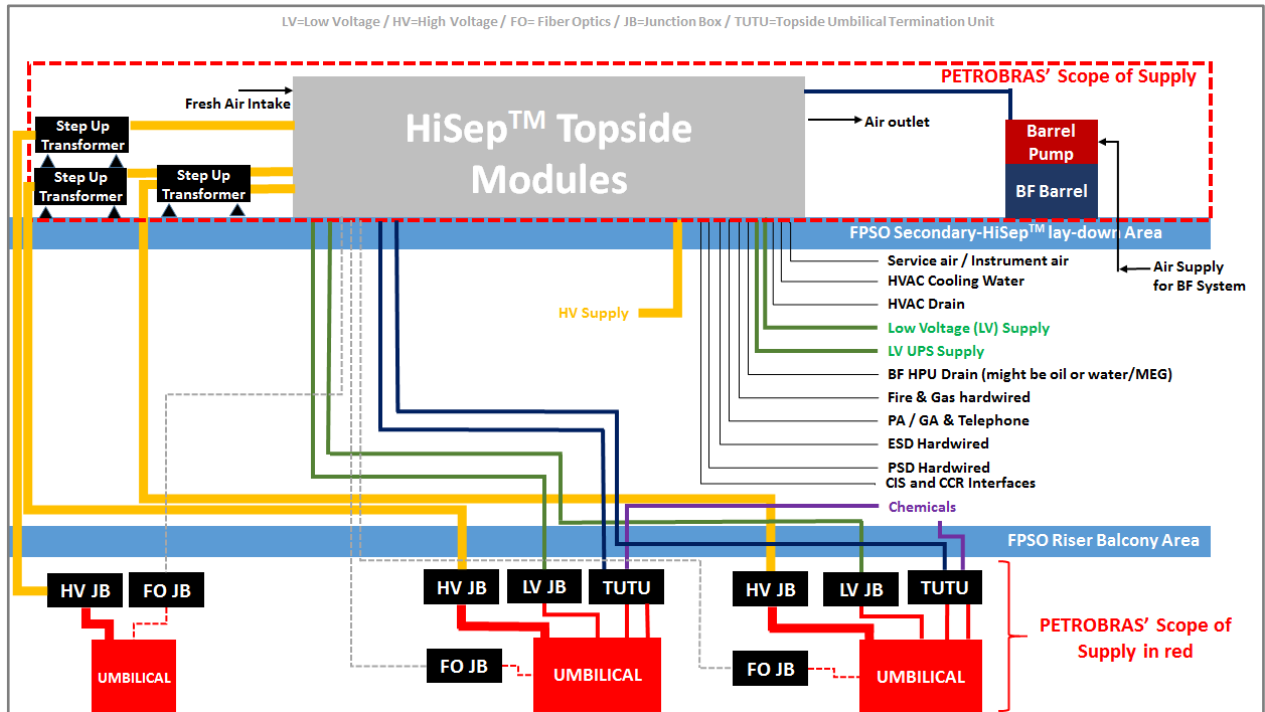 LV=Low Voltage / HV=High Voltage / FO= Fiber Optics / JB=Junction Box / TUTU=Topside Umbilical Termination Unit
PETROBRAS’ Scope of Supply
Fresh Air Intake
HiSep™ Topside
Modules
Air outlet
Step Up
Transformer
Step Up
Transformer
Step Up
Transformer
Barrel
Pump
BF Barrel
FPSO Secondary-HiSep™ lay-down Area
Service air / Instrument air
HVAC Cooling Water
HVAC Drain
Air Supply
for BF System
HV Supply
Low Voltage (LV) Supply
LV UPS Supply
BF HPU Drain (might be oil or water/MEG)
Fire & Gas hardwired
PA / GA & Telephone
ESD Hardwired
PSD Hardwired
CIS and CCR Interfaces
Chemicals
FPSO Riser Balcony Area
HV JB
FO JB
HV JB
LV JB
TUTU
HV JB
LV JB
TUTU
PETROBRAS’ Scope of
Supply in red
UMBILICAL
FO JB
UMBILICAL
FO JB
UMBILICAL